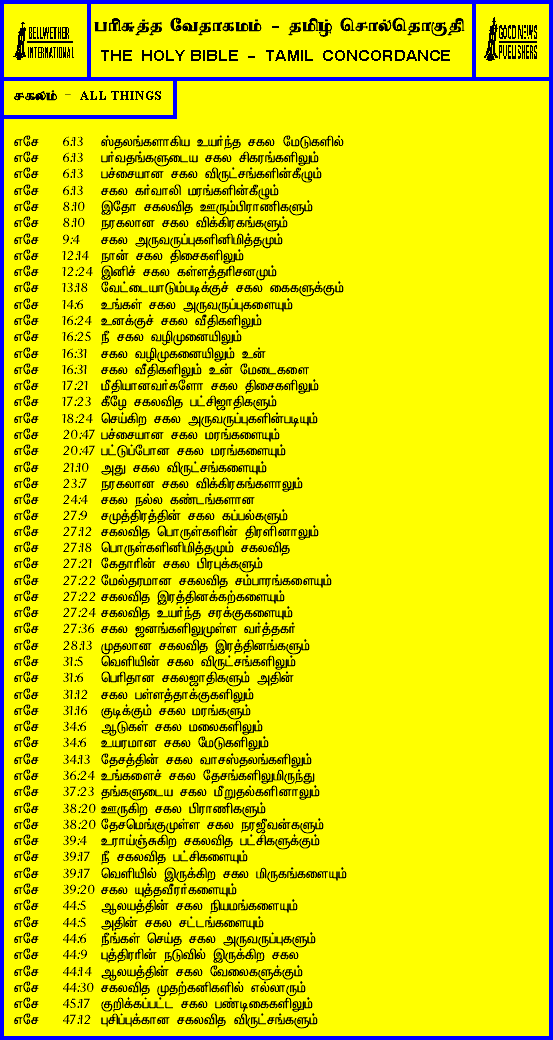 BELLWETHER INTERNATIONAL
பரிசுத்த வேதாகமம் - தமிழ் சொல்தொகுதி
THE HOLY BIBLE - TAMIL CONCORDANCE
GOOD NEWS PUBLISHERS
சகலம் - ALL THINGS
எசே 6:13 ஸ்தலங்களாகிய உயர்ந்த சகல மேடுகளில்
எசே 6:13 பர்வதங்களுடைய சகல சிகரங்களிலும்
எசே 6:13 பச்சையான சகல விருட்சங்களின்கீழும்
எசே 6:13 சகல கர்வாலி மரங்களின்கீழும்
எசே 8:10 இதோ சகலவித ஊரும்பிராணிகளும்
எசே 8:10 நரகலான சகல விக்கிரகங்களும்
எசே 9:4 சகல அருவருப்புகளினிமித்தமும்
எசே 12:14 நான் சகல திசைகளிலும்
எசே 12:24 இனிச் சகல கள்ளத்தரிசனமும்
எசே 13:18 வேட்டையாடும்படிக்குச் சகல கைகளுக்கும்
எசே 14:6 உங்கள் சகல அருவருப்புகளையும்
எசே 16:24 உனக்குச் சகல வீதிகளிலும்
எசே 16:25 நீ சகல வழிமுனையிலும்
எசே 16:31 சகல வழிமுகனையிலும் உன்
எசே 16:31 சகல வீதிகளிலும் உன் மேடைகளை
எசே 17:21 மீதியானவர்களோ சகல திசைகளிலும்
எசே 17:23 கீழே சகலவித பட்சிஜாதிகளும்
எசே 18:24 செய்கிற சகல அருவருப்புகளின்படியும்
எசே 20:47 பச்சையான சகல மரங்களையும்
எசே 20:47 பட்டுப்போன சகல மரங்களையும்
எசே 21:10 அது சகல விருட்சங்களையும்
எசே 23:7 நரகலான சகல விக்கிரகங்களாலும்
எசே 24:4 சகல நல்ல கண்டங்களான
எசே 27:9 சமுத்திரத்தின் சகல கப்பல்களும்
எசே 27:12 சகலவித பொருள்களின் திரளினாலும்
எசே 27:18 பொருள்களினிமித்தமும் சகலவித
எசே 27:21 கேதாரின் சகல பிரபுக்களும்
எசே 27:22 மேல்தரமான சகலவித சம்பாரங்களையும்
எசே 27:22 சகலவித இரத்தினக்கற்களையும்
எசே 27:24 சகலவித உயர்ந்த சரக்குகளையும்
எசே 27:36 சகல ஜனங்களிலுமுள்ள வர்த்தகர்
எசே 28:13 முதலான சகலவித இரத்தினங்களும்
எசே 31:5 வெளியின் சகல விருட்சங்களிலும்
எசே 31:6 பெரிதான சகலஜாதிகளும் அதின்
எசே 31:12 சகல பள்ளத்தாக்குகளிலும்
எசே 31:16 குடிக்கும் சகல மரங்களும்
எசே 34:6 ஆடுகள் சகல மலைகளிலும்
எசே 34:6 உயரமான சகல மேடுகளிலும்
எசே 34:13 தேசத்தின் சகல வாசஸ்தலங்களிலும்
எசே 36:24 உங்களைச் சகல தேசங்களிலுமிருந்து
எசே 37:23 தங்களுடைய சகல மீறுதல்களினாலும்
எசே 38:20 ஊருகிற சகல பிராணிகளும்
எசே 38:20 தேசமெங்குமுள்ள சகல நரஜீவன்களும்
எசே 39:4 உராய்ஞ்சுகிற சகலவித பட்சிகளுக்கும்
எசே 39:17 நீ சகலவித பட்சிகளையும்
எசே 39:17 வெளியில் இருக்கிற சகல மிருகங்களையும்
எசே 39:20 சகல யுத்தவீரர்களையும்
எசே 44:5 ஆலயத்தின் சகல நியமங்களையும்
எசே 44:5 அதின் சகல சட்டங்களையும்
எசே 44:6 நீங்கள் செய்த சகல அருவருப்புகளும்
எசே 44:9 புத்திரரின் நடுவில் இருக்கிற சகல
எசே 44:14 ஆலயத்தின் சகல வேலைகளுக்கும்
எசே 44:30 சகலவித முதற்கனிகளில் எல்லாரும்
எசே 45:17 குறிக்கப்பட்ட சகல பண்டிகைகளிலும்
எசே 47:12 புசிப்புக்கான சகலவித விருட்சங்களும்